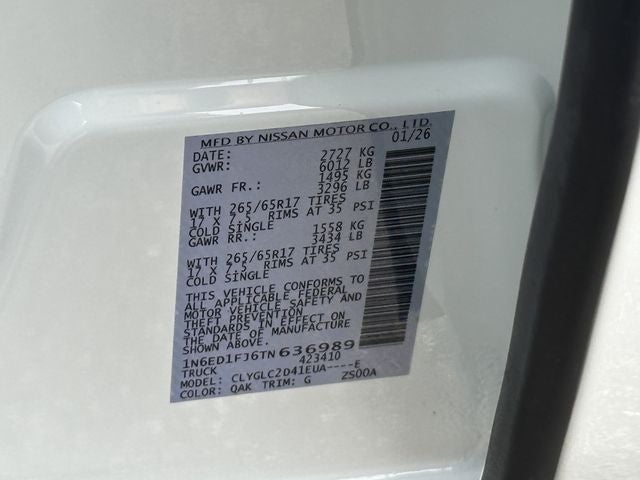 MFD BY NISSAN MOTOR CO., LTD.
DATE: 01/26
GVWR: 2727 KG
6012 LB
GAWR FR.: 1495 KG
3296 LB
WITH 265/65R17 TIRES
17 X 7.5 RIMS AT 35 PSI
COLD SINGLE
GAWR RR.: 1558 KG
3434 LB
WITH 265/65R17 TIRES
17 X 7.5 RIMS AT 35 PSI
COLD SINGLE
THIS VEHICLE CONFORMS TO
ALL APPLICABLE FEDERAL
MOTOR VEHICLE SAFETY AND
THEFT PREVENTION
STANDARDS IN EFFECT ON
THE DATE OF MANUFACTURE
SHOWN ABOVE.
1N6ED1FJ6TN636989
TRUCK 423410
MODEL: CLYGLC2D41EUA----E
COLOR: QAK TRIM: G ZS00A